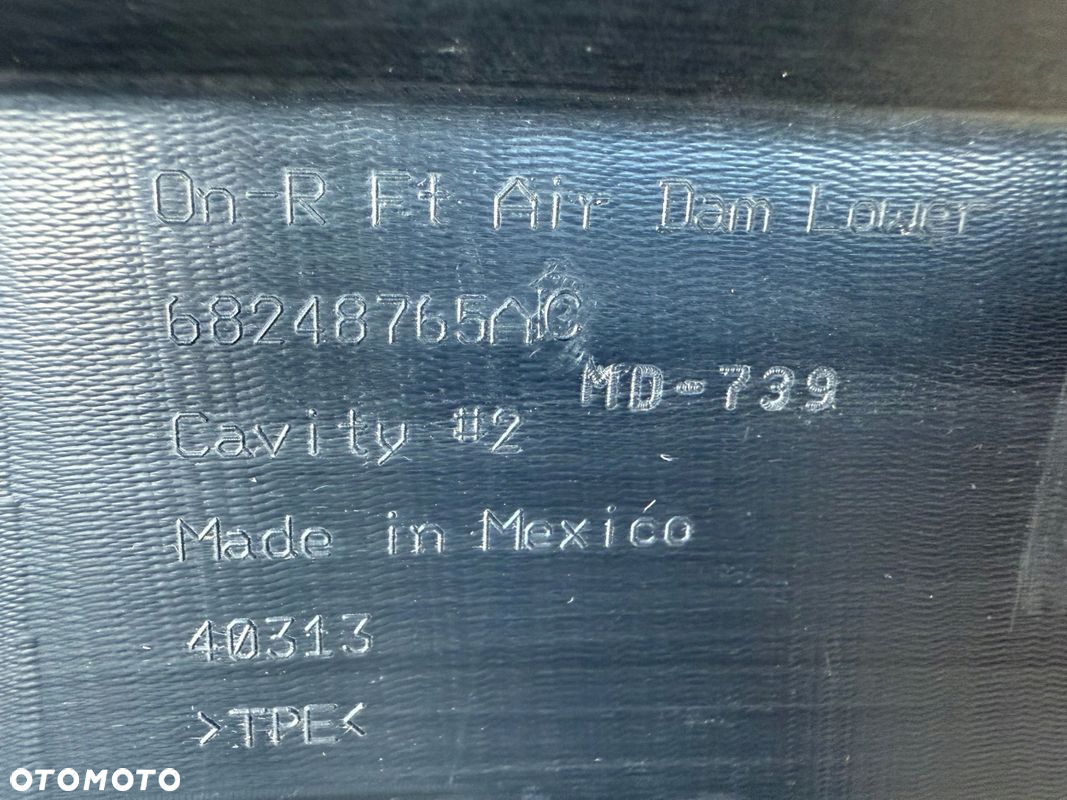 On-R Ft Air Dam Lower
68248765AC
MD-739
Cavity #2
Made in Mexico
40313
>TPE<
OTOMOTO